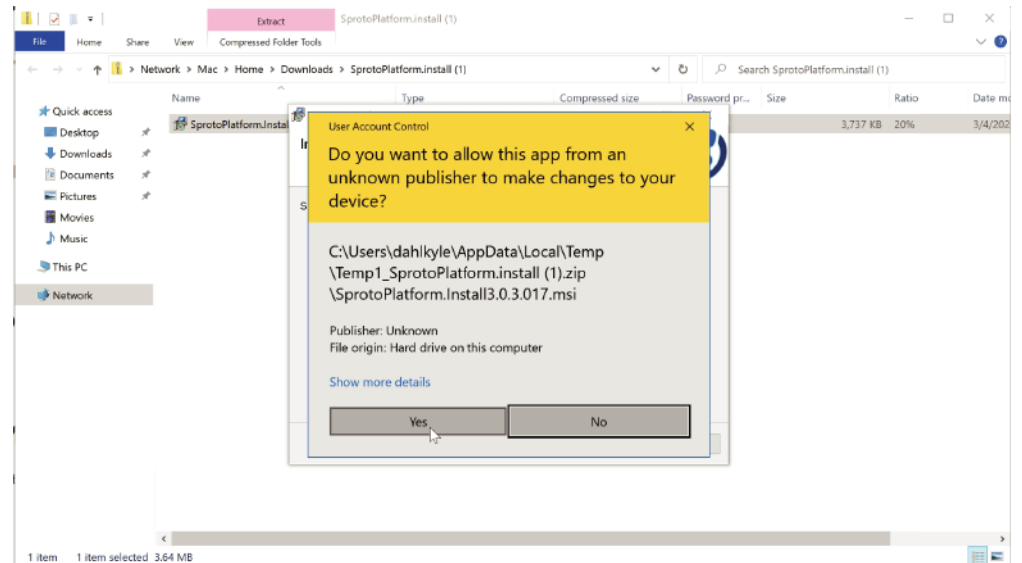 Extract
SprotoPlatform.install (1)
File
Home
Share
View
Compressed Folder Tools
Network > Mac > Home > Downloads > SprotoPlatform.install (1)
Search SprotoPlatform.install (1)
Name
Type
Compressed size
Password pr...
Size
Ratio
Quick access
Desktop
Downloads
Documents
Pictures
Movies
Music
This PC
Network
SprotoPlatform.Instal
3,737 KB
20%
User Account Control
Do you want to allow this app from an
unknown publisher to make changes to your
device?
C:\Users\dahlkyle\AppData\Local\Temp
\Temp1_SprotoPlatform.install (1).zip
\SprotoPlatform.Install3.0.3.017.msi
Publisher: Unknown
File origin: Hard drive on this computer
Show more details
Yes
No
1 item
1 item selected 3.64 MB